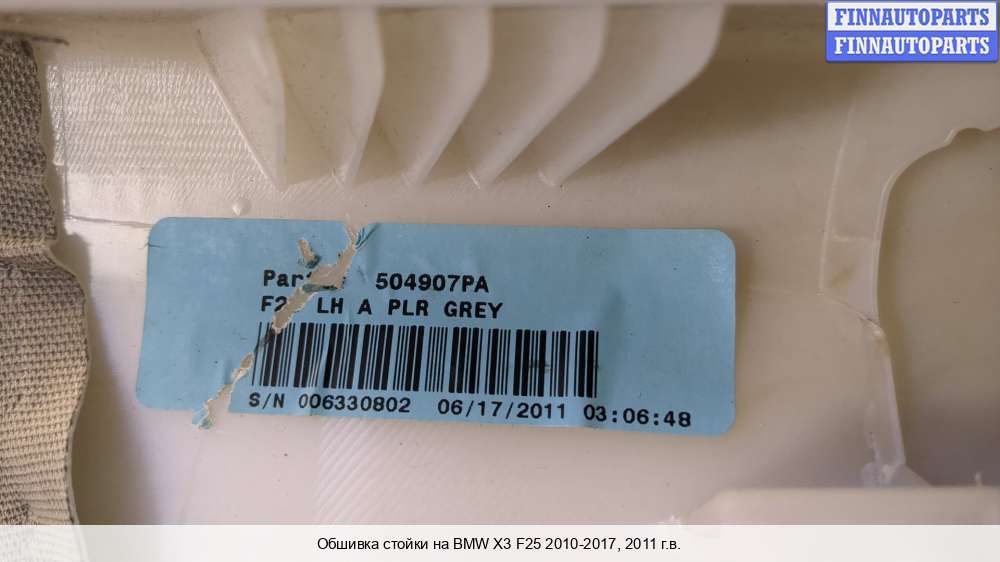 FINNAUTOPARTS
FINNAUTOPARTS
504907PA
LH A PLR GREY
S/N 006330802 06/17/2011 03:06:48
Обшивка стойки на BMW X3 F25 2010-2017, 2011 г.в.